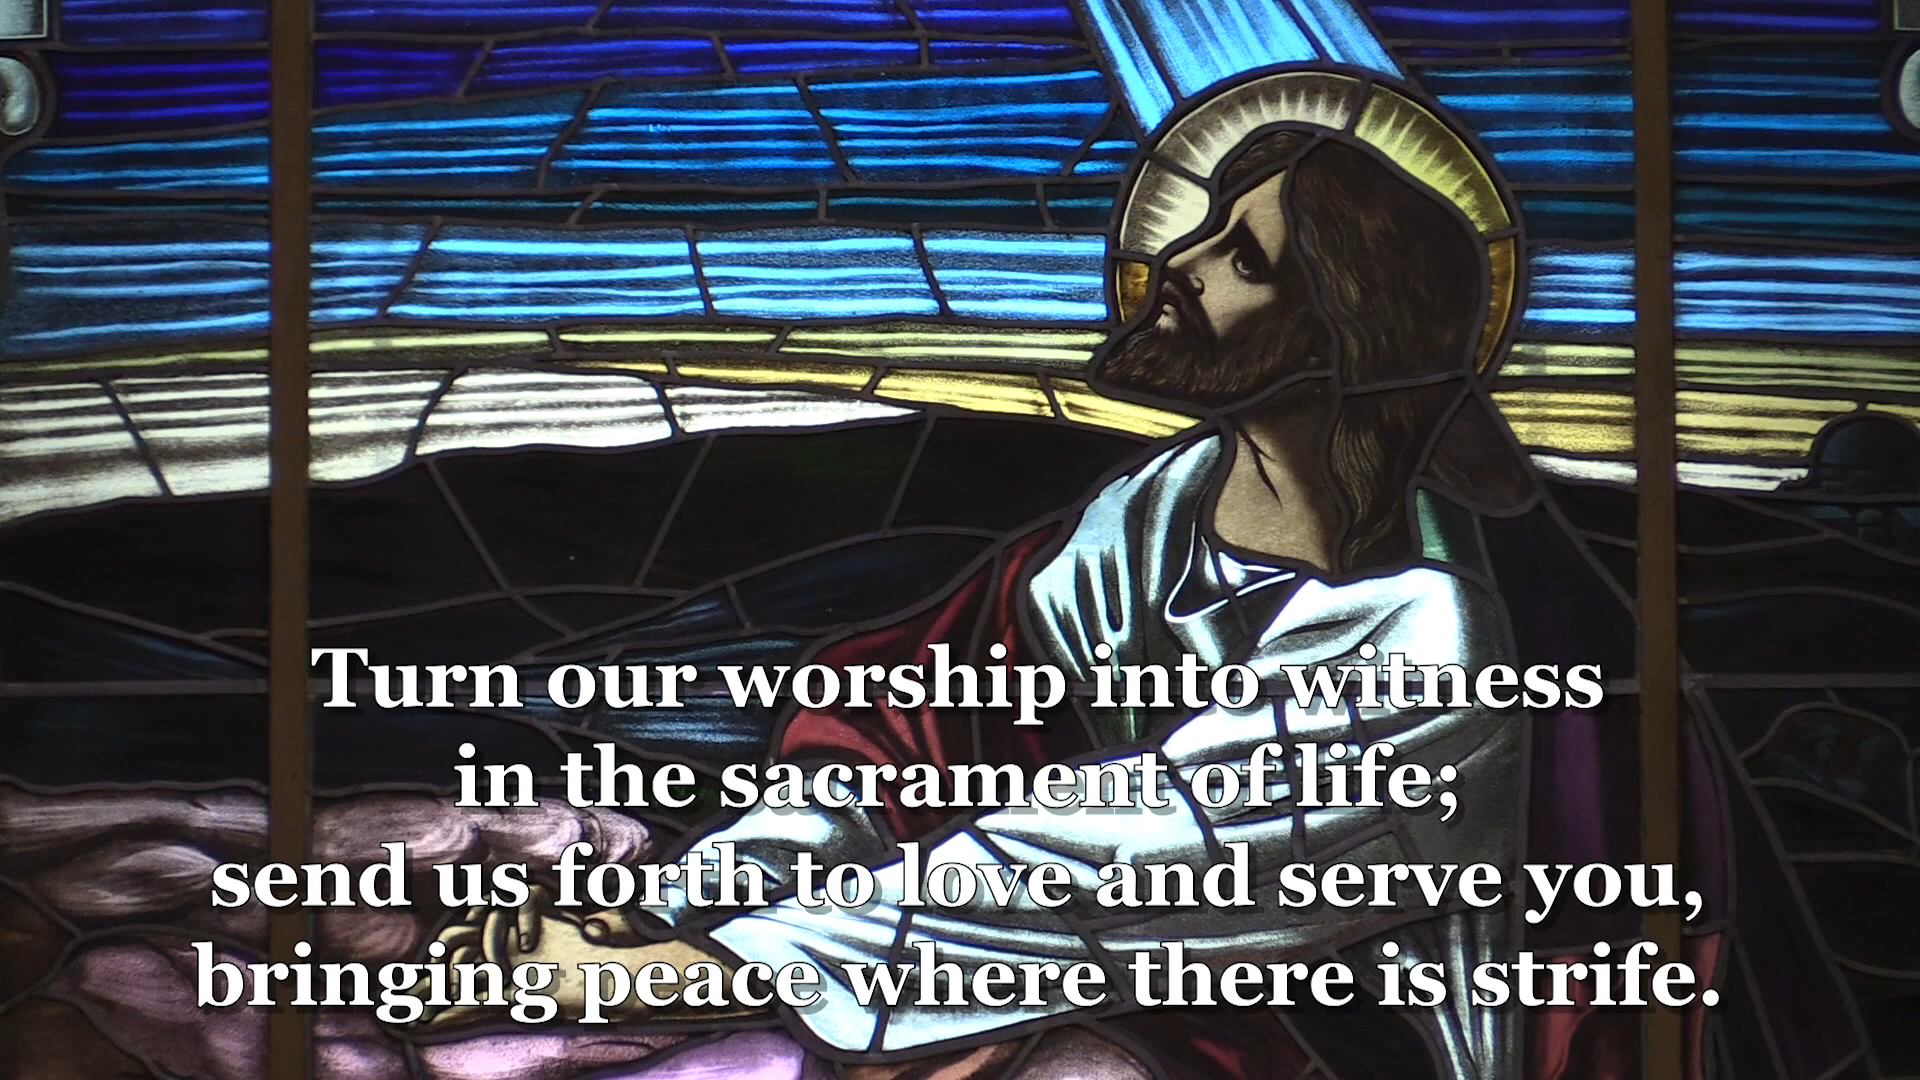 Turn our worship into witness
in the sacrament of life;
send us forth to love and serve you,
bringing peace where there is strife.